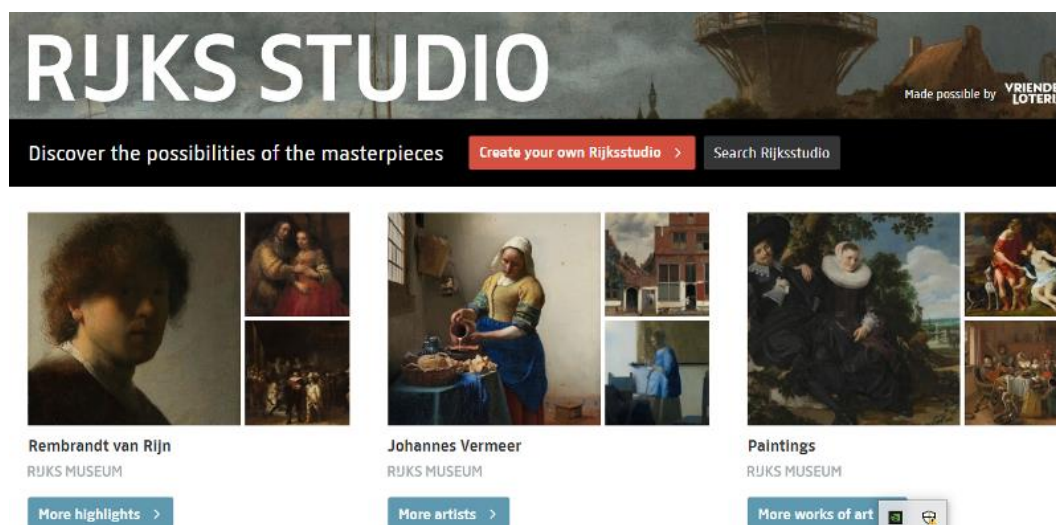 RIJKS STUDIO
Made possible by
Discover the possibilities of the masterpieces
Create your own Rijksstudio >
Search Rijksstudio
Rembrandt van Rijn
RIJKS MUSEUM
More highlights >
Johannes Vermeer
RIJKS MUSEUM
More artists >
Paintings
RIJKS MUSEUM
More works of art